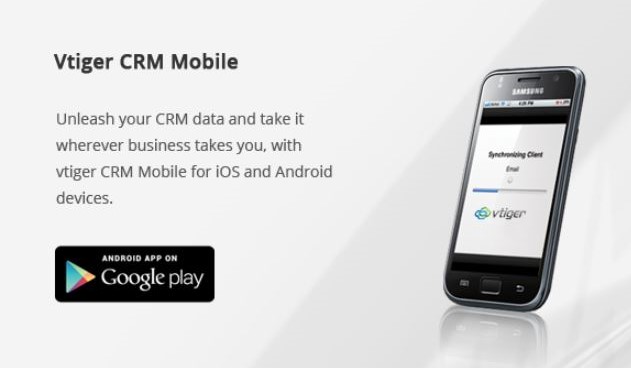 Vtiger CRM Mobile
Unleash your CRM data and take it
wherever business takes you, with
vtiger CRM Mobile for iOS and Android
devices.
ANDROID APP ON
Google play
SAMSUNG
Synchronizing Client
Email
vtiger